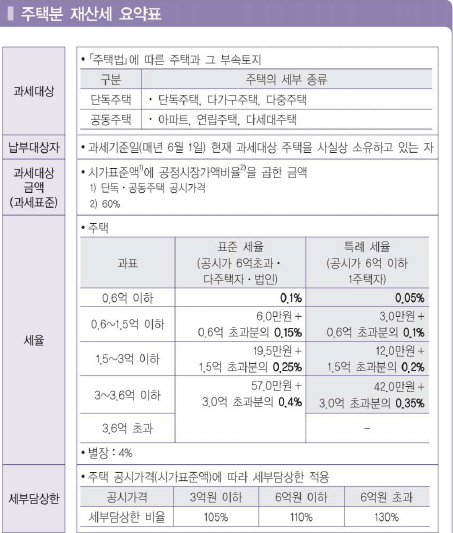 주택분 재산세 요약표
과세대상
• 「주택법」에 따른 주택과 그 부속토지
구분 주택의 세부 종류
단독주택 · 단독주택, 다가구주택, 다중주택
공동주택 · 아파트, 연립주택, 다세대주택
납부대상자 • 과세기준일(매년 6월 1일) 현재 과세대상 주택을 사실상 소유하고 있는 자
과세대상
금액
(과세표준)
• 시가표준액1)에 공정시장가액비율2)을 곱한 금액
1) 단독·공동주택 공시가격
2) 60%
세율
• 주택
과표
표준 세율
(공시가 6억초과·
다주택자·법인)
특례 세율
(공시가 6억 이하
1주택자)
0.6억 이하 0.1% 0.05%
0.6~1.5억 이하
6.0만원+
0.6억 초과분의 0.15%
3.0만원+
0.6억 초과분의 0.1%
1.5~3억 이하
19.5만원+
1.5억 초과분의 0.25%
12.0만원+
1.5억 초과분의 0.2%
3~3.6억 이하
57.0만원+
3.0억 초과분의 0.4%
42.0만원+
3.0억 초과분의 0.35%
3.6억 초과 –
• 별장 : 4%
세부담상한
• 주택 공시가격(시가표준액)에 따라 세부담상한 적용
공시가격 3억원 이하 6억원 이하 6억원 초과
세부담상한 비율 105% 110% 130%